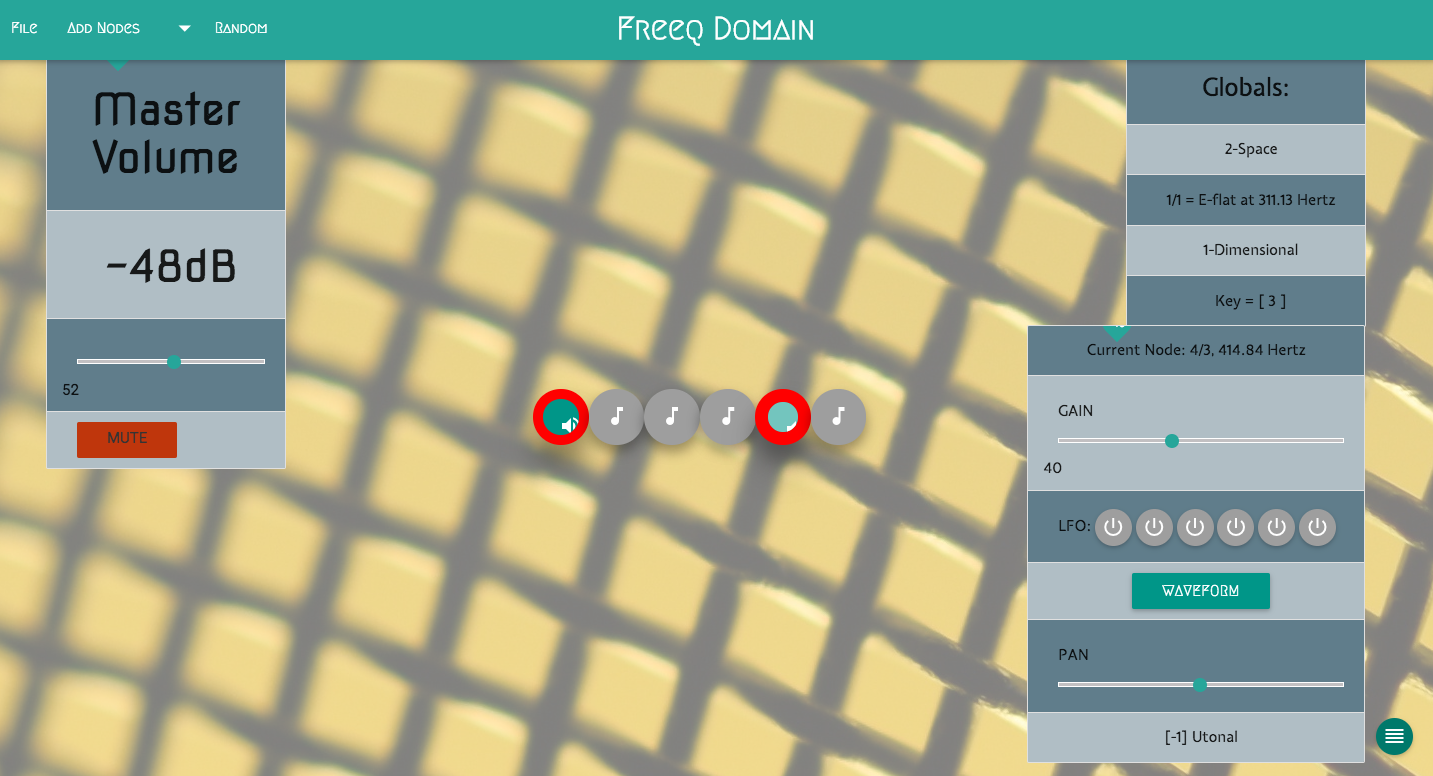 File
Add Nodes
Random
Freeq Domain
Master
Volume
-48dB
52
MUTE
Globals:
2-Space
1/1 = E-flat at 311.13 Hertz
1-Dimensional
Key = [ 3 ]
Current Node: 4/3, 414.84 Hertz
GAIN
40
LFO:
WAVEFORM
PAN
[-1] Utonal